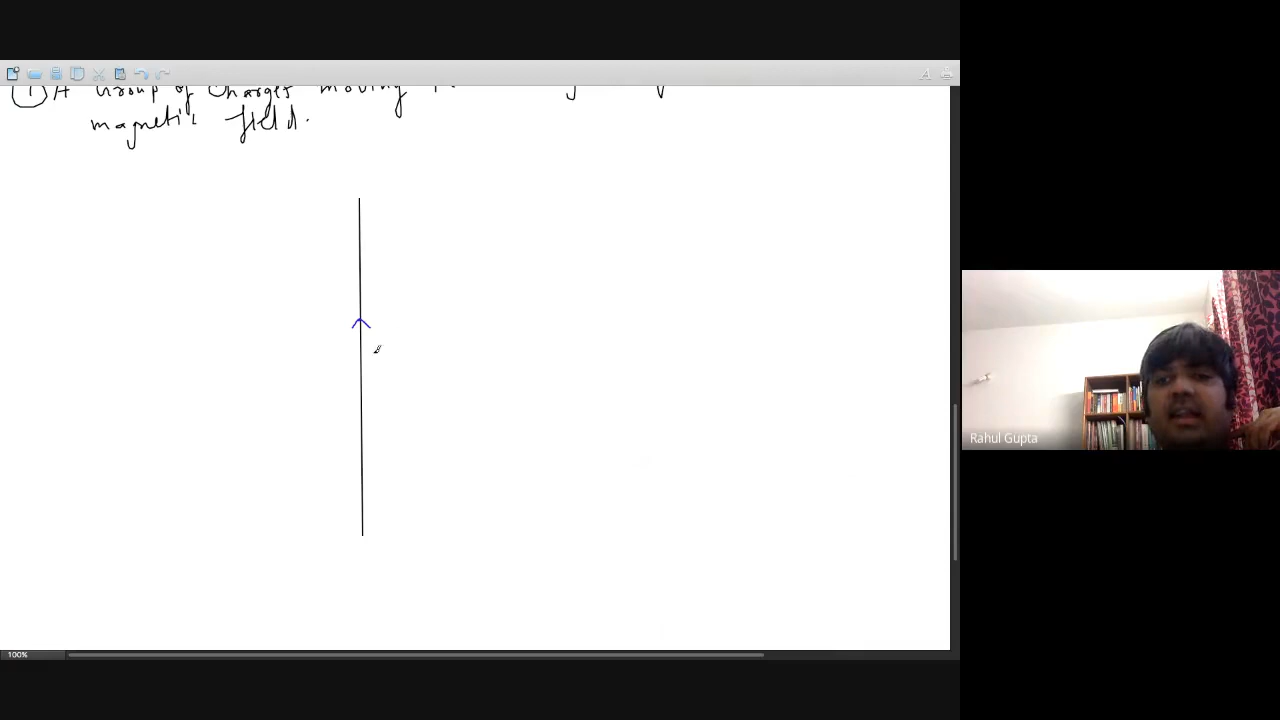 ① A Group of Charges moving
magnetic field.
Rahul Gupta
100%